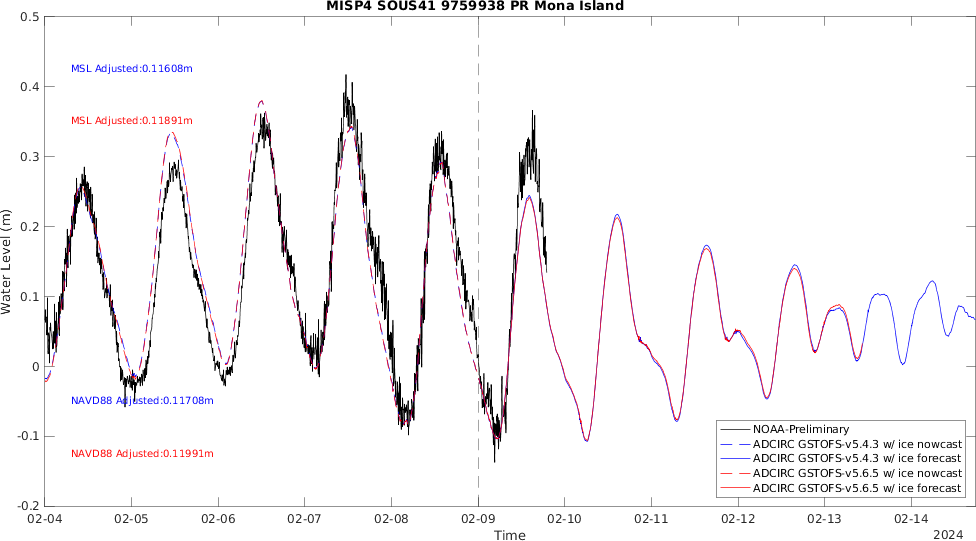 MISP4 SOUS41 9759938 PR Mona Island
0.5
0.4
0.3
0.2
0.1
0
-0.1
-0.2
Water Level (m)
MSL Adjusted:0.11608m
MSL Adjusted:0.11891m
NAVD88 Adjusted:0.11708m
NAVD88 Adjusted:0.11991m
NOAA-Preliminary
ADCIRC GSTOFS-v5.4.3 w/ ice nowcast
ADCIRC GSTOFS-v5.4.3 w/ ice forecast
ADCIRC GSTOFS-v5.6.5 w/ ice nowcast
ADCIRC GSTOFS-v5.6.5 w/ ice forecast
02-04 02-05 02-06 02-07 02-08 02-09 02-10 02-11 02-12 02-13 02-14
Time
2024